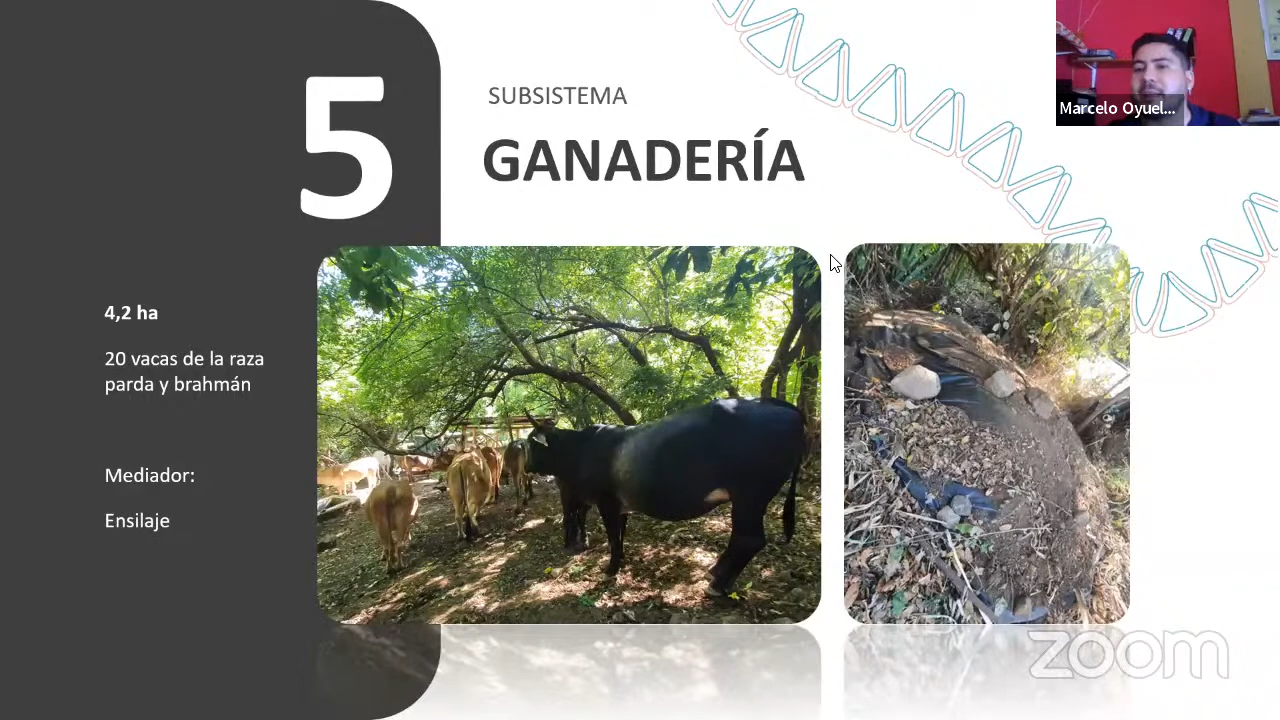 5
SUBSISTEMA
GANADERÍA
Marcelo Oyuel...
4,2 ha
20 vacas de la raza
parda y brahmán
Mediador:
Ensilaje
zoom